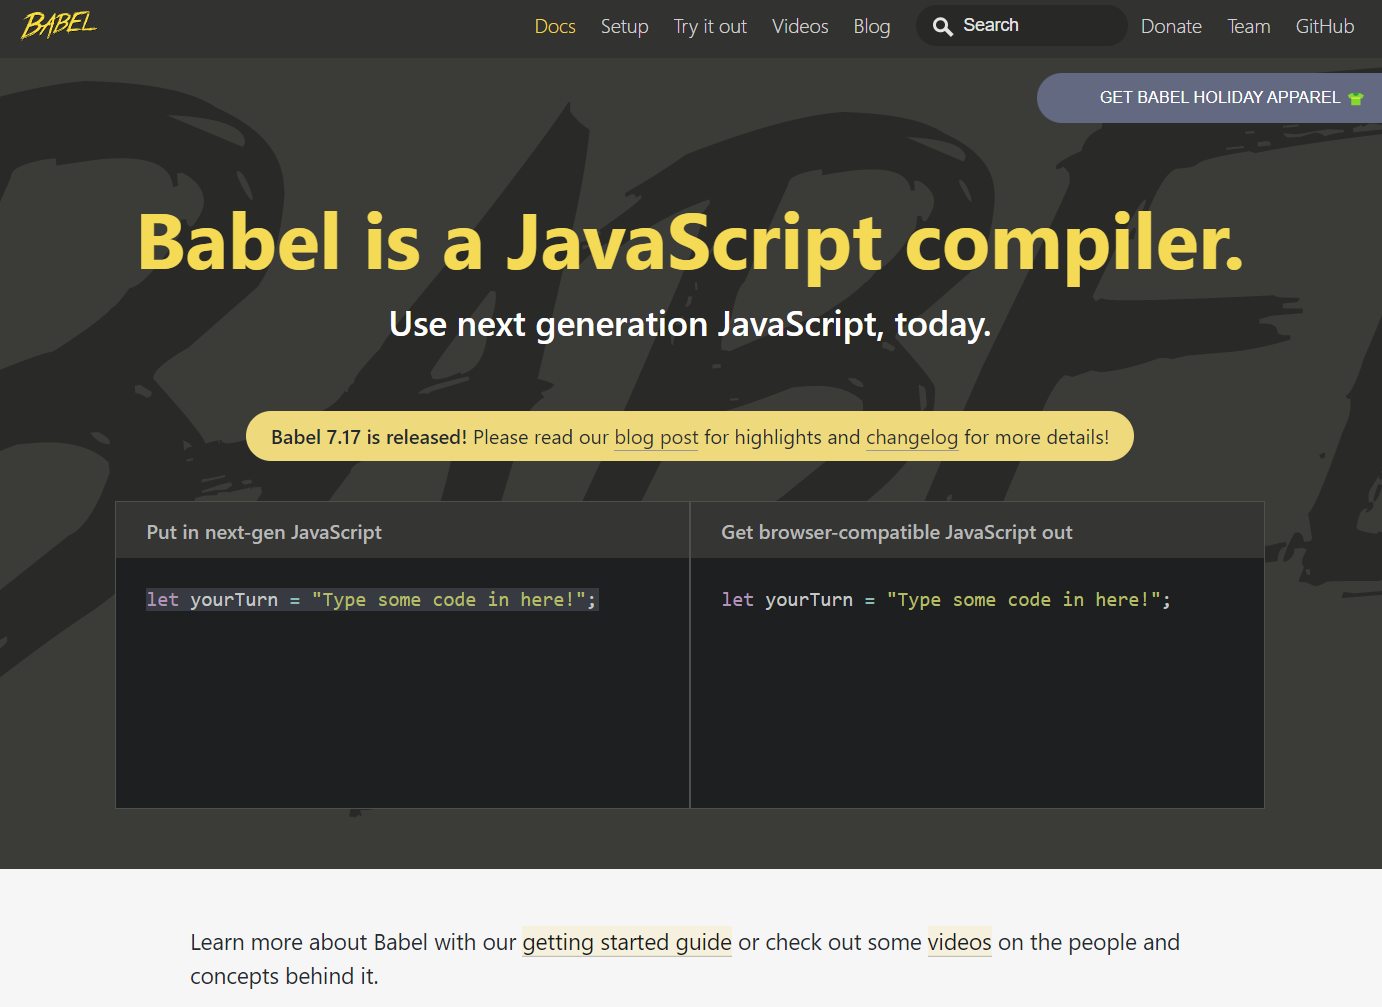 BABEL
Docs Setup Try it out Videos Blog Search Donate Team GitHub
GET BABEL HOLIDAY APPAREL
Babel is a JavaScript compiler.
Use next generation JavaScript, today.
Babel 7.17 is released! Please read our blog post for highlights and changelog for more details!
Put in next-gen JavaScript
let yourTurn = "Type some code in here!";
Get browser-compatible JavaScript out
let yourTurn = "Type some code in here!";
Learn more about Babel with our getting started guide or check out some videos on the people and
concepts behind it.